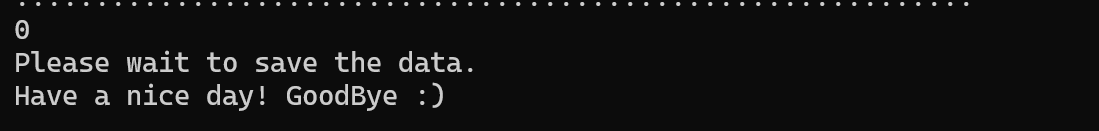 ............................................................
0
Please wait to save the data.
Have a nice day! GoodBye :)